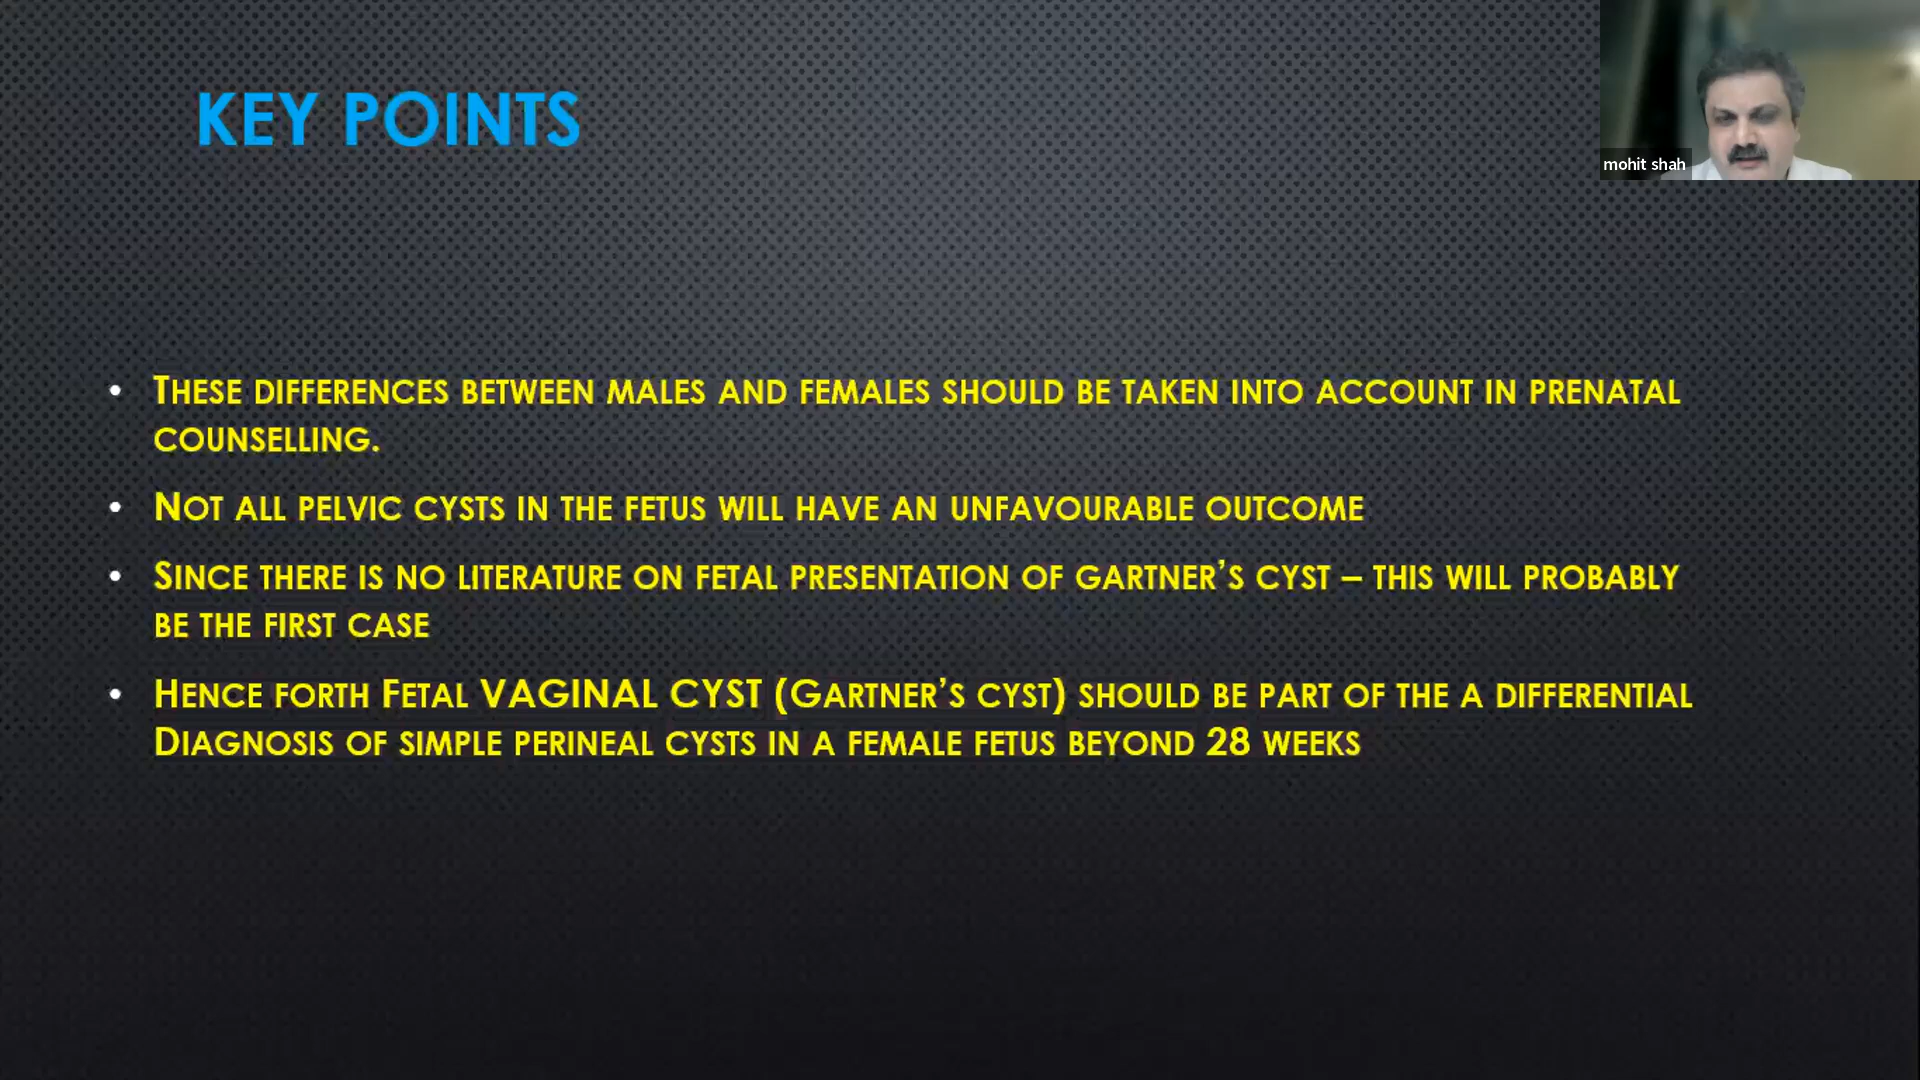 KEY POINTS
mohit shah
• THESE DIFFERENCES BETWEEN MALES AND FEMALES SHOULD BE TAKEN INTO ACCOUNT IN PRENATAL
COUNSELLING.
• NOT ALL PELVIC CYSTS IN THE FETUS WILL HAVE AN UNFAVOURABLE OUTCOME
• SINCE THERE IS NO LITERATURE ON FETAL PRESENTATION OF GARTNER’S CYST – THIS WILL PROBABLY
BE THE FIRST CASE
• HENCE FORTH FETAL VAGINAL CYST (GARTNER’S CYST) SHOULD BE PART OF THE A DIFFERENTIAL
DIAGNOSIS OF SIMPLE PERINEAL CYSTS IN A FEMALE FETUS BEYOND 28 WEEKS